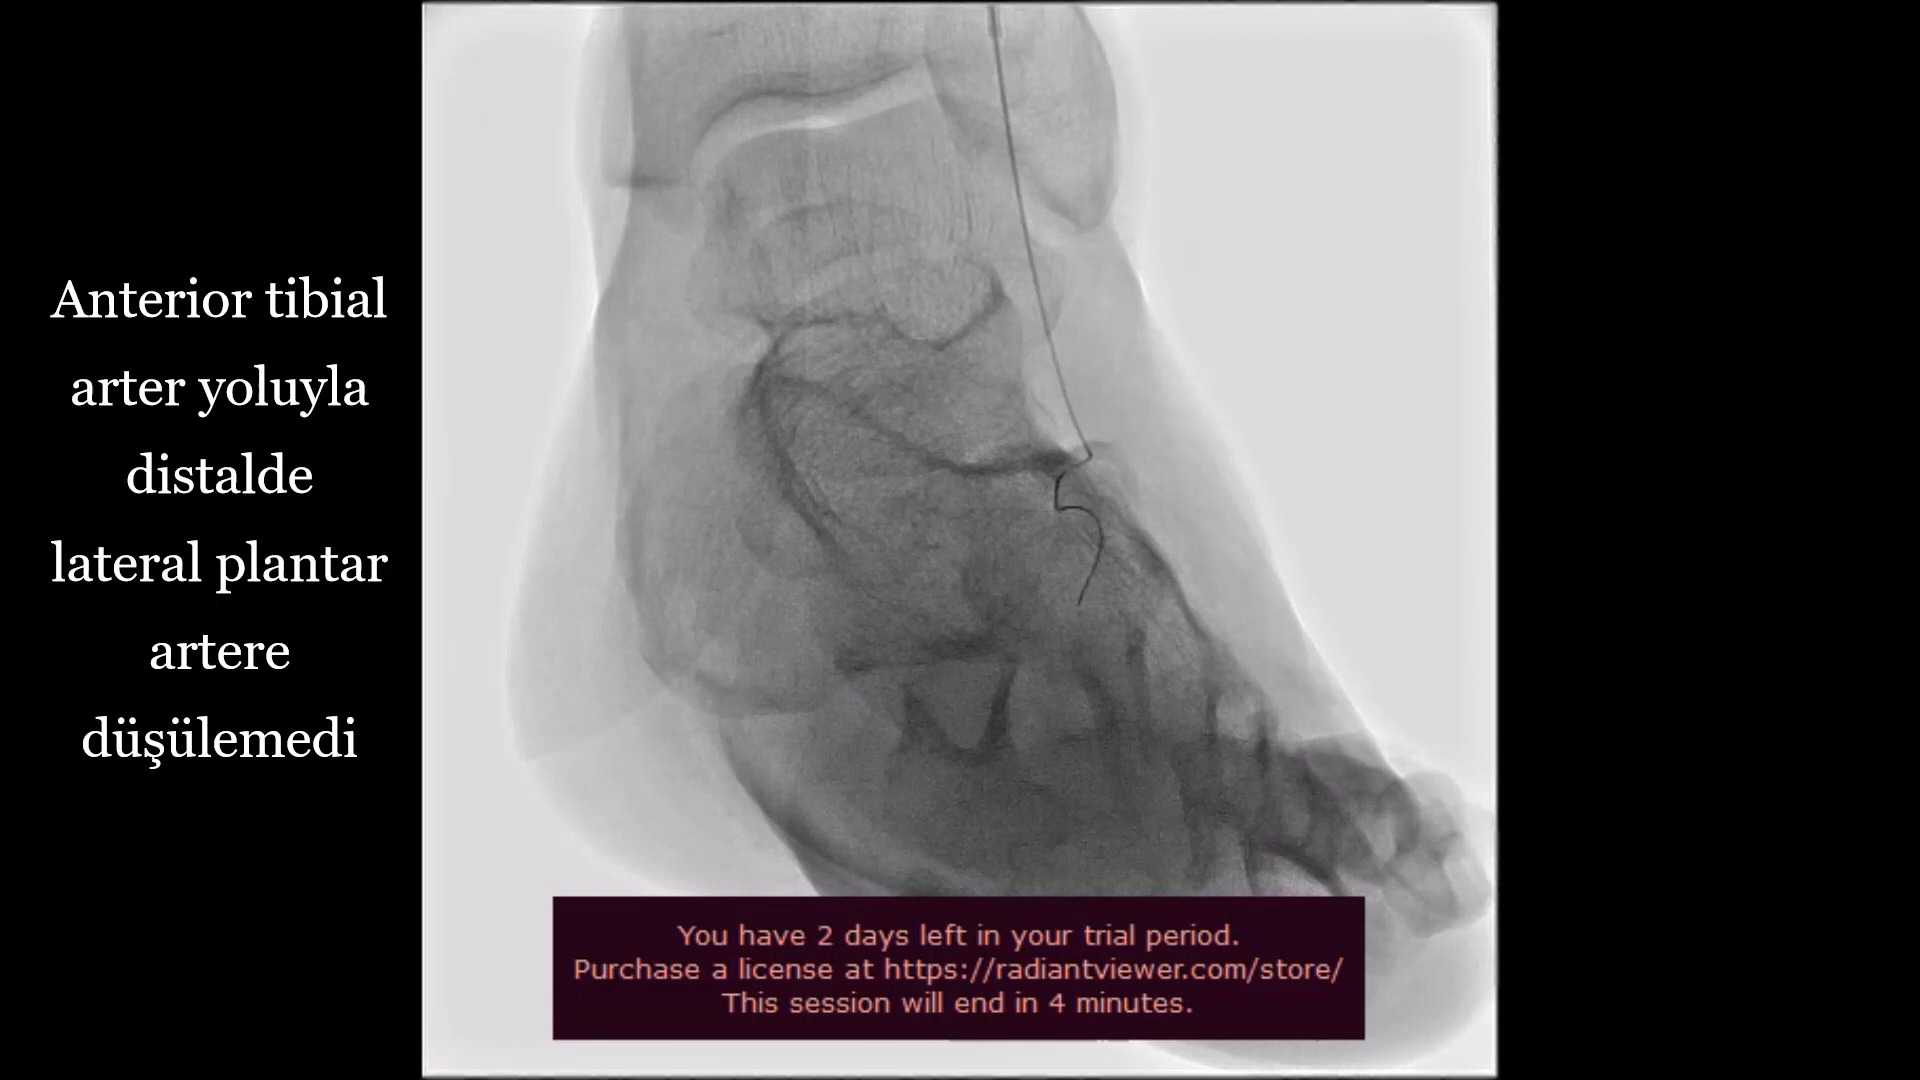 Anterior tibial
arter yoluyla
distalde
lateral plantar
artere
düşülemedi
You have 2 days left in your trial period.
Purchase a license at https://radiantviewer.com/store/
This session will end in 4 minutes.